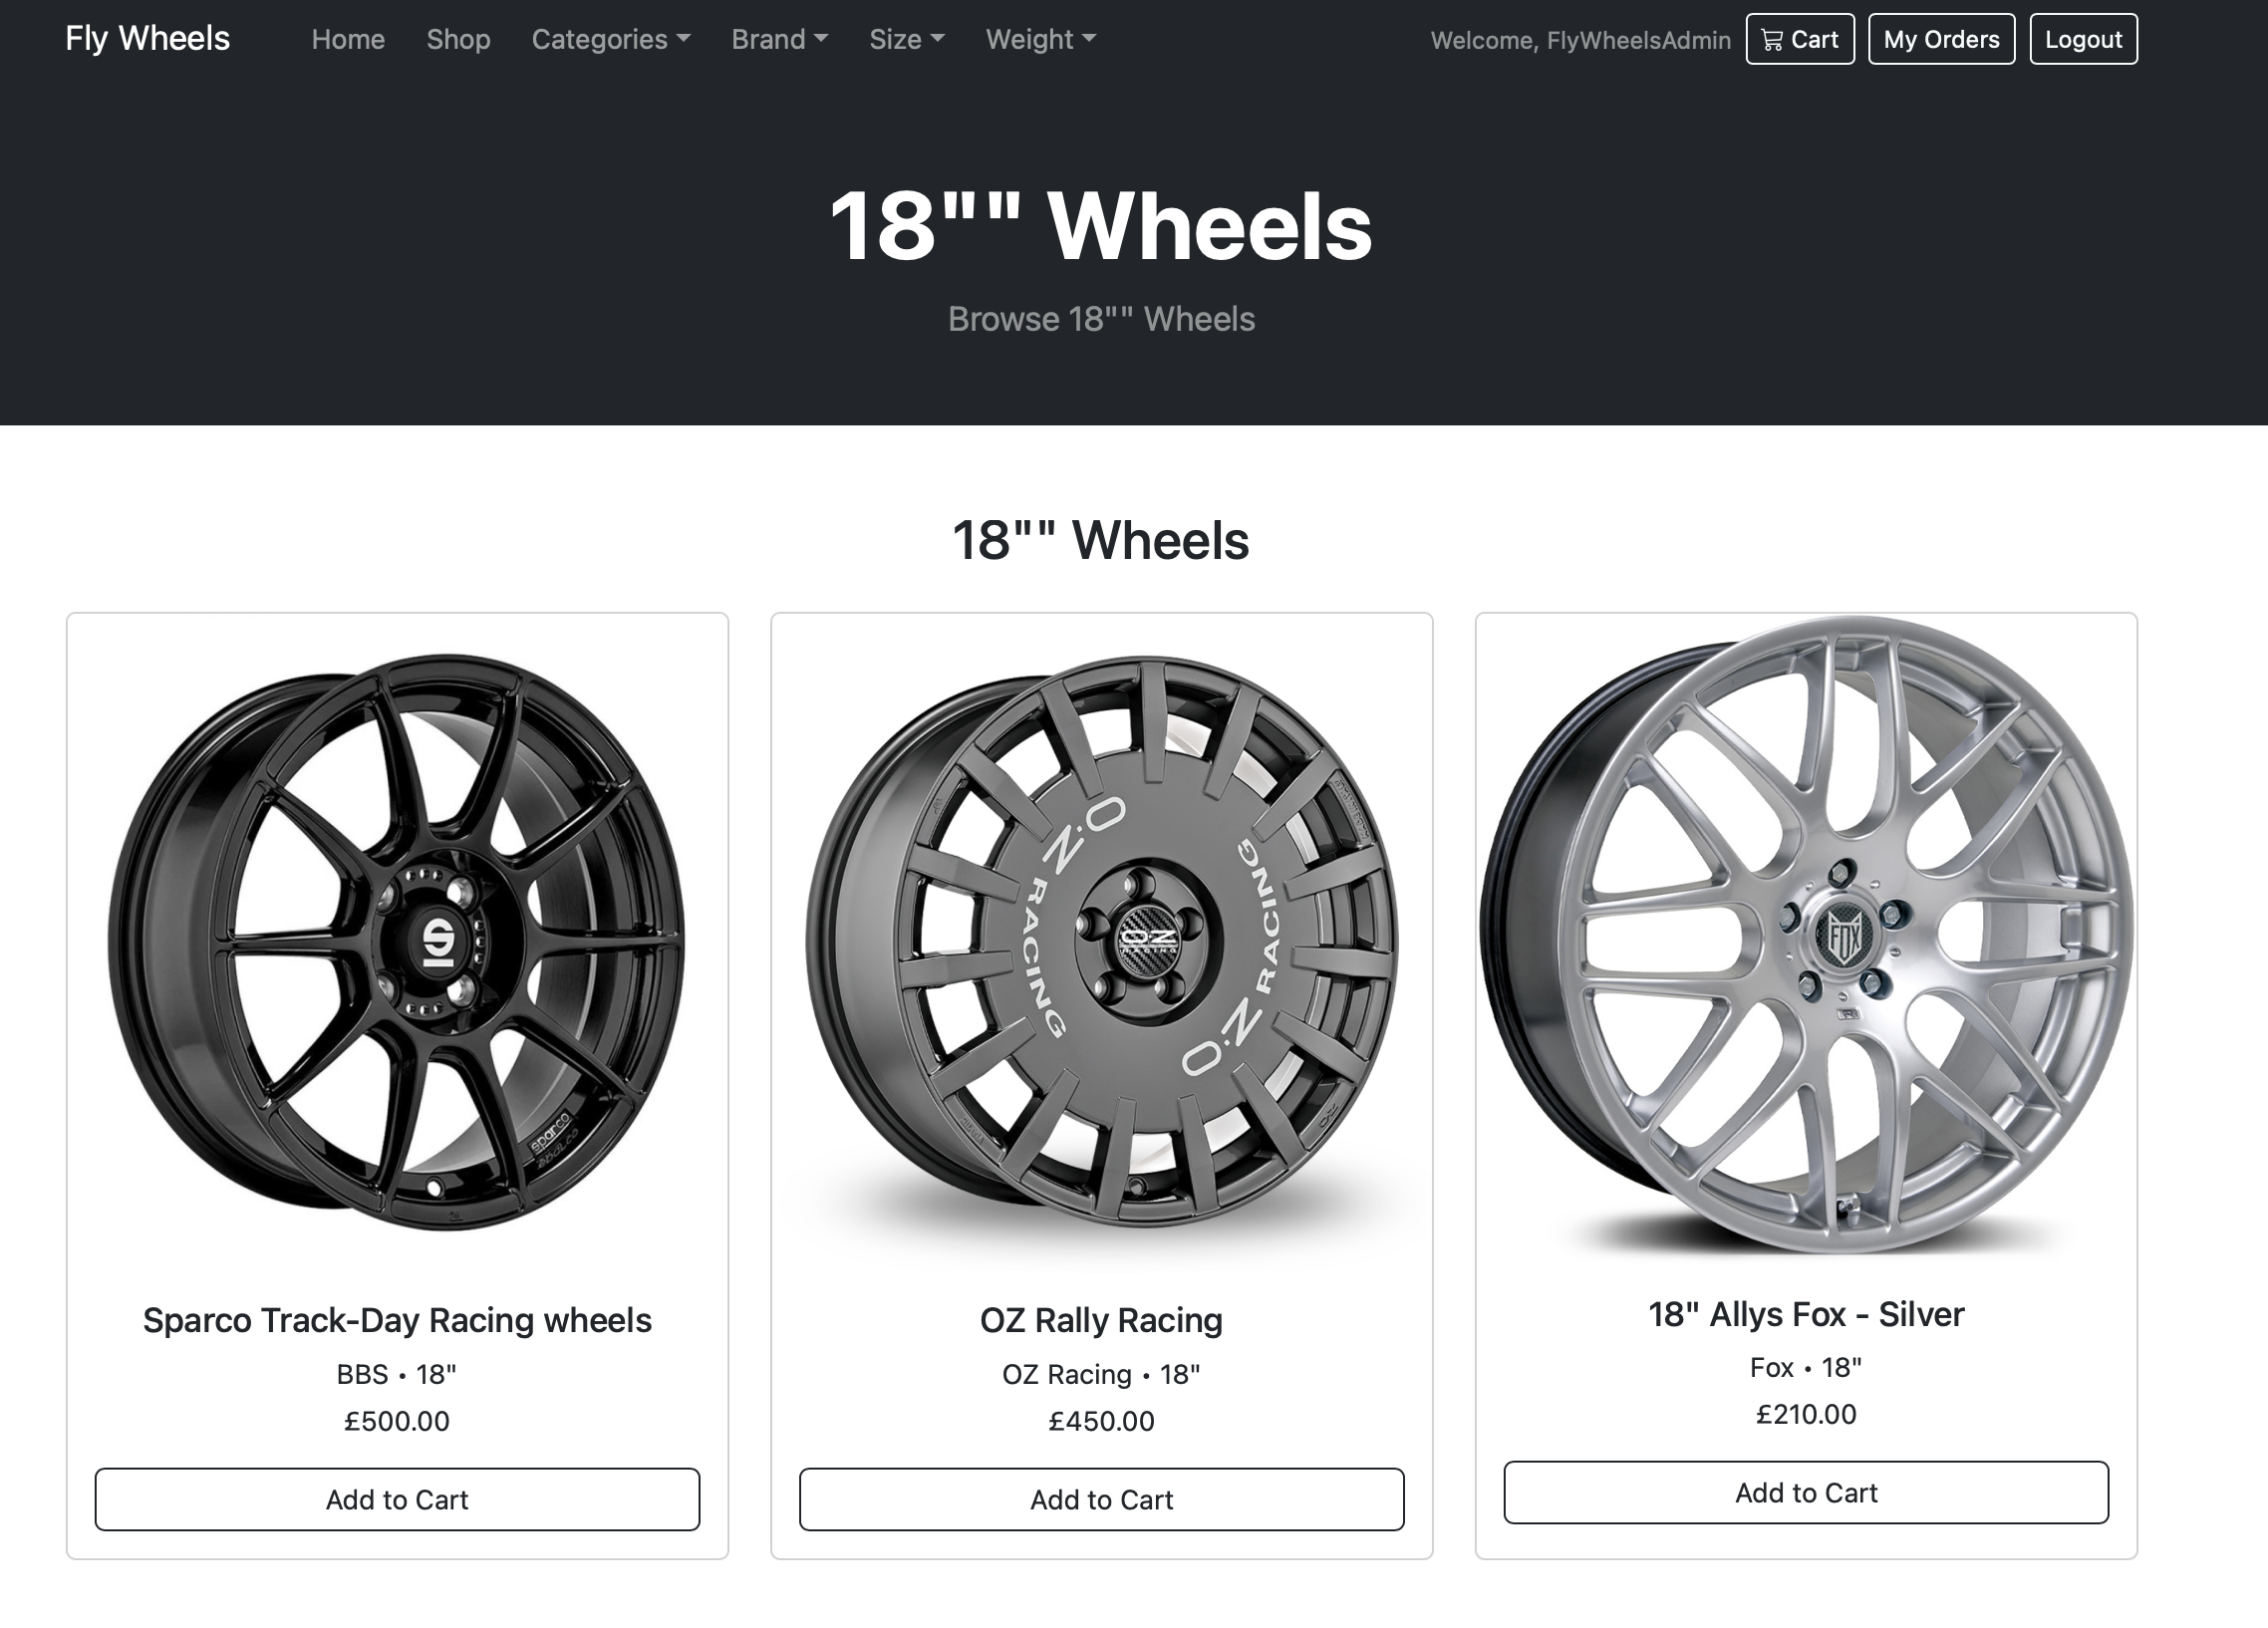 Fly Wheels Home Shop Categories Brand Size Weight Welcome, FlyWheelsAdmin Cart My Orders Logout
18"" Wheels
Browse 18"" Wheels
18"" Wheels
S
sparco
O.Z RACING
O.Z RACING
OZ
RACING
FOX
Sparco Track-Day Racing wheels
BBS • 18"
£500.00
Add to Cart
OZ Rally Racing
OZ Racing • 18"
£450.00
Add to Cart
18" Allys Fox - Silver
Fox • 18"
£210.00
Add to Cart